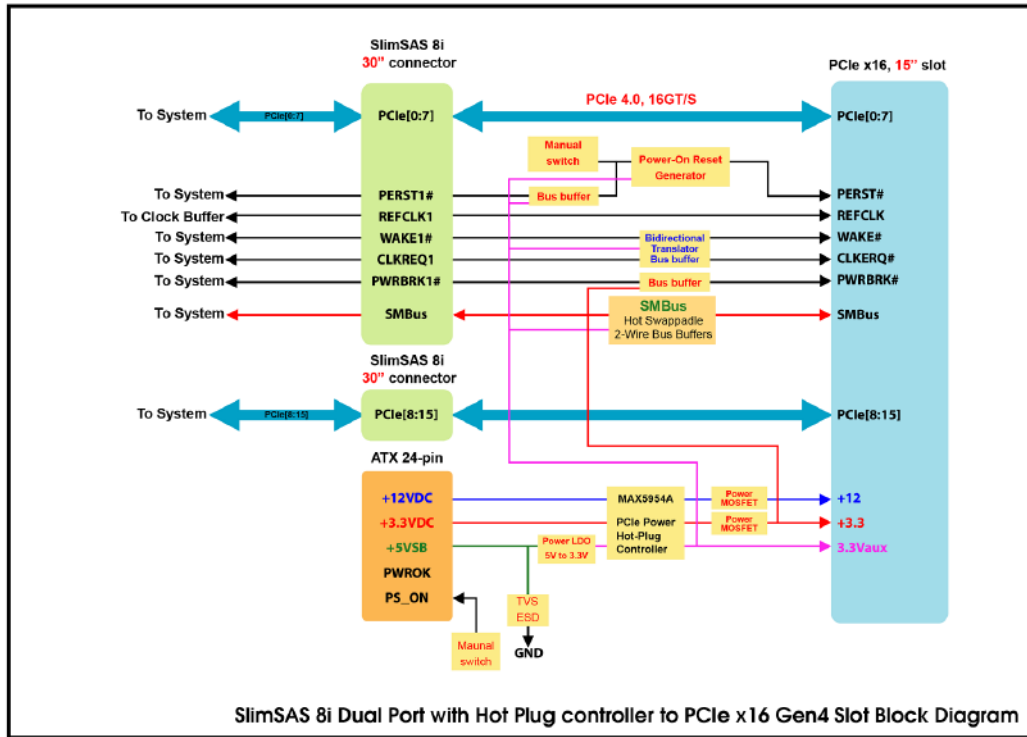 SlimSAS 8i
30” connector
PCIe x16, 15” slot
PCIe 4.0, 16GT/S
To System
PCIe[0:7]
PCIe[0:7]
PCIe[0:7]
Manual
switch
Power-On Reset
Generator
To System
PERST1#
Bus buffer
PERST#
To Clock Buffer
REFCLK1
REFCLK
To System
WAKE1#
Bidirectional
Translator
Bus buffer
WAKE#
To System
CLKREQ1
CLKERQ#
To System
PWRBRK1#
Bus buffer
PWRBRK#
To System
SMBus
SMBus
Hot Swappadle
2-Wire Bus Buffers
SMBus
SlimSAS 8i
30” connector
To System
PCIe[8:15]
PCIe[8:15]
PCIe[8:15]
ATX 24-pin
+12VDC
+3.3VDC
+5VSB
PWROK
PS_ON
MAX5954A
PCIe Power
Hot-Plug
Controller
Power
MOSFET
Power
MOSFET
Power LDO
5V to 3.3V
+12
+3.3
3.3Vaux
TVS
ESD
GND
Maunal
switch
SlimSAS 8i Dual Port with Hot Plug controller to PCIe x16 Gen4 Slot Block Diagram